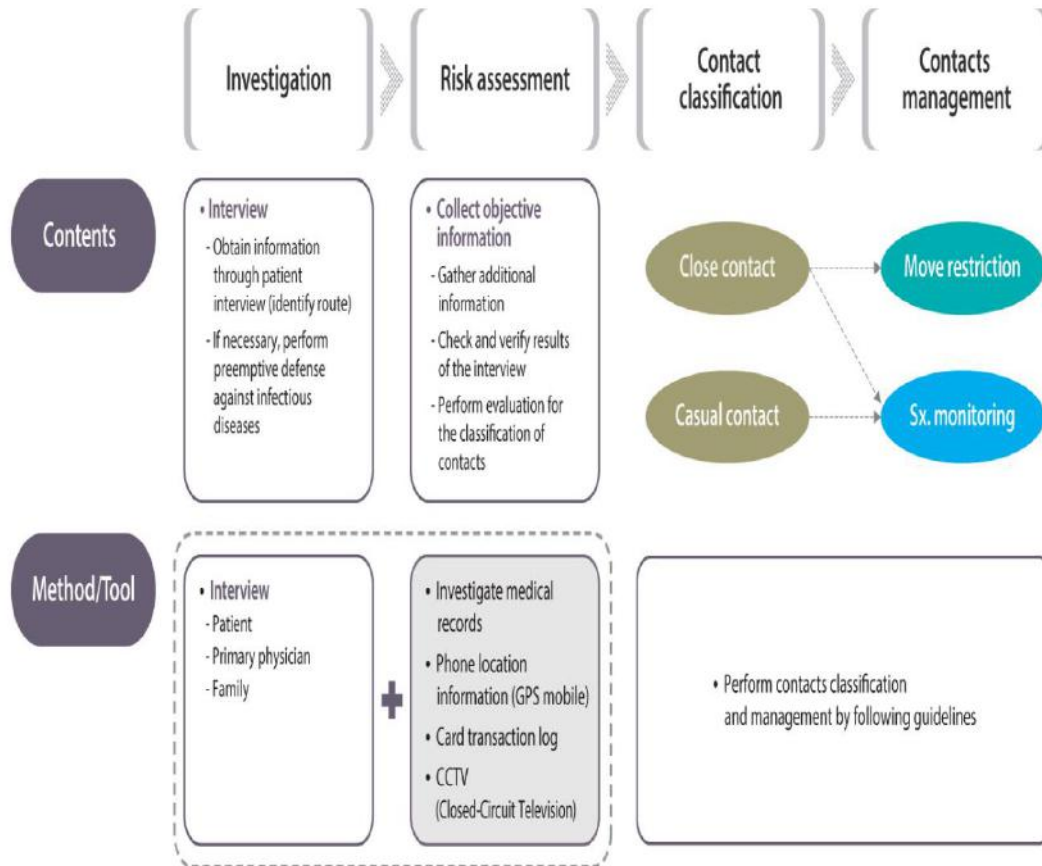 Investigation
Risk assessment
Contact
classification
Contacts
management
Contents
• Interview
- Obtain information
through patient
interview (identify route)
- If necessary, perform
preemptive defense
against infectious
diseases
• Collect objective
information
- Gather additional
information
- Check and verify results
of the interview
- Perform evaluation for
the classification of
contacts
Close contact
Move restriction
Casual contact
Sx. monitoring
Method/Tool
• Interview
- Patient
- Primary physician
- Family
+
• Investigate medical
records
• Phone location
information (GPS mobile)
• Card transaction log
• CCTV
(Closed-Circuit Television)
• Perform contacts classification
and management by following guidelines